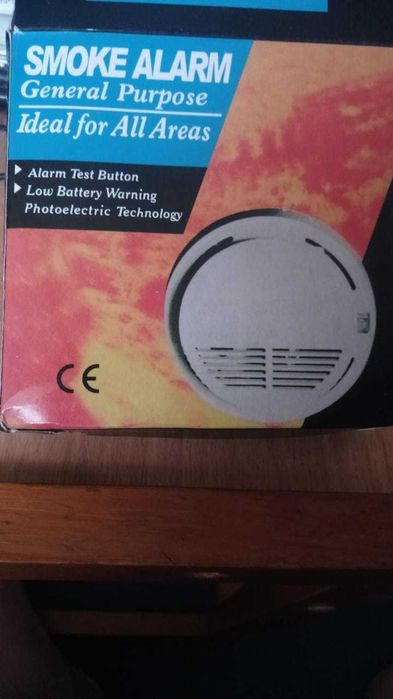 SMOKE ALARM
General Purpose
Ideal for All Areas
Alarm Test Button
Low Battery Warning
Photoelectric Technology
CE